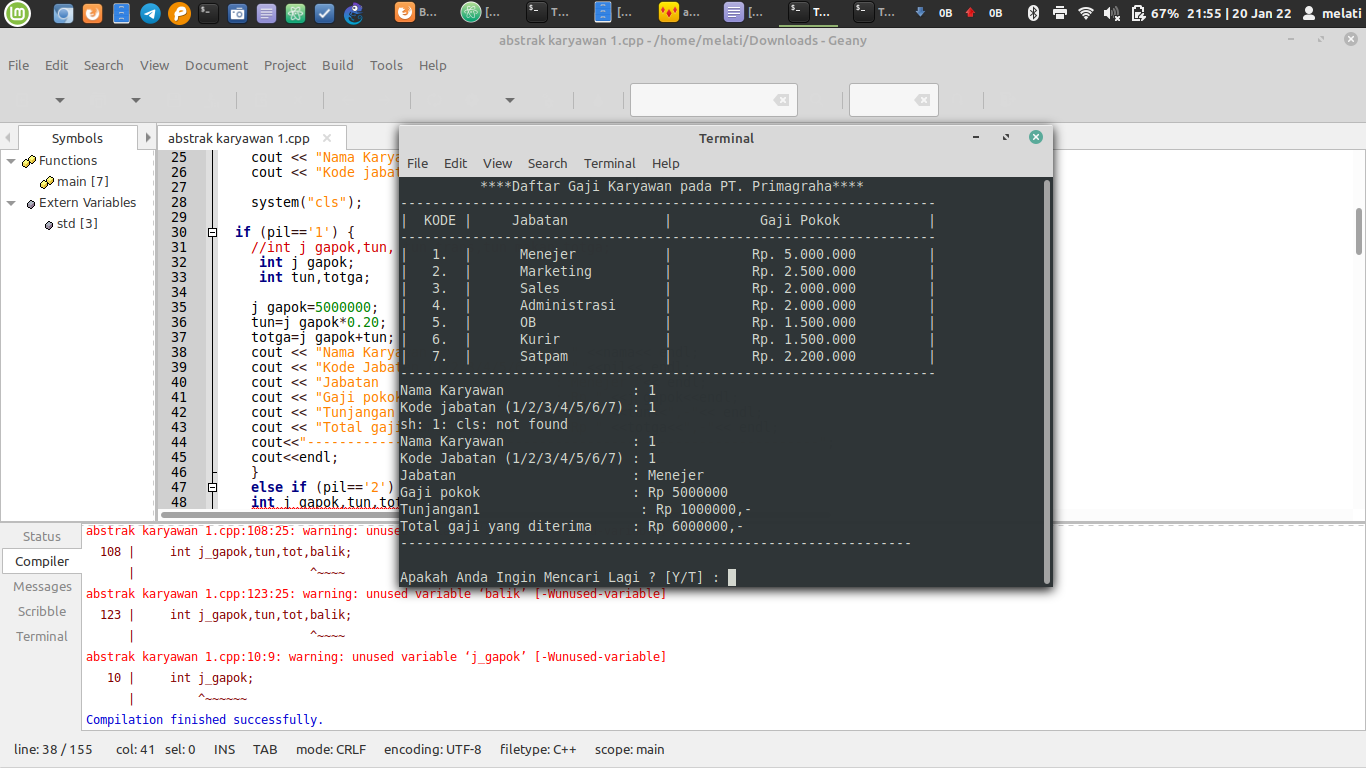 B...
[...
T...
[...
a...
[...
T...
T...
0B
0B
67%
21:55 | 20 Jan 22
melati
abstrak karyawan 1.cpp - /home/melati/Downloads - Geany
File Edit Search View Document Project Build Tools Help
Symbols
Functions
main [7]
Extern Variables
std [3]
abstrak karyawan 1.cpp
25 cout << "Nama Karya
26 cout << "Kode jabat
27
28 system("cls");
29
30 if (pil=='1') {
31 //int j gapok,tun,
32 int j gapok;
33 int tun,totga;
34
35 j gapok=5000000;
36 tun=j gapok*0.20;
37 totga=j gapok+tun;
38 cout << "Nama Karya
39 cout << "Kode Jabat
40 cout << "Jabatan
41 cout << "Gaji pokok
42 cout << "Tunjangan
43 cout << "Total gaji
44 cout<<"------------
45 cout<<endl;
46 }
47 else if (pil=='2')
48 int j gapok,tun,tot
Terminal
File Edit View Search Terminal Help
****Daftar Gaji Karyawan pada PT. Primagraha****
-------------------------------------------------------------------
| KODE | Jabatan | Gaji Pokok |
-------------------------------------------------------------------
| 1. | Menejer | Rp. 5.000.000 |
| 2. | Marketing | Rp. 2.500.000 |
| 3. | Sales | Rp. 2.000.000 |
| 4. | Administrasi | Rp. 2.000.000 |
| 5. | OB | Rp. 1.500.000 |
| 6. | Kurir | Rp. 1.500.000 |
| 7. | Satpam | Rp. 2.200.000 |
-------------------------------------------------------------------
Nama Karyawan : 1
Kode jabatan (1/2/3/4/5/6/7) : 1
sh: 1: cls: not found
Nama Karyawan : 1
Kode Jabatan (1/2/3/4/5/6/7) : 1
Jabatan : Menejer
Gaji pokok : Rp 5000000
Tunjangan1 : Rp 1000000,-
Total gaji yang diterima : Rp 6000000,-
----------------------------------------------------------------
Apakah Anda Ingin Mencari Lagi ? [Y/T] :
Status
Compiler
Messages
Scribble
Terminal
abstrak karyawan 1.cpp:108:25: warning: unuse
108 | int j_gapok,tun,tot,balik;
| ^~~~~
abstrak karyawan 1.cpp:123:25: warning: unused variable ‘balik’ [-Wunused-variable]
123 | int j_gapok,tun,tot,balik;
| ^~~~~
abstrak karyawan 1.cpp:10:9: warning: unused variable ‘j_gapok’ [-Wunused-variable]
10 | int j_gapok;
| ^~~~~~~
Compilation finished successfully.
line: 38 / 155 col: 41 sel: 0 INS TAB mode: CRLF encoding: UTF-8 filetype: C++ scope: main